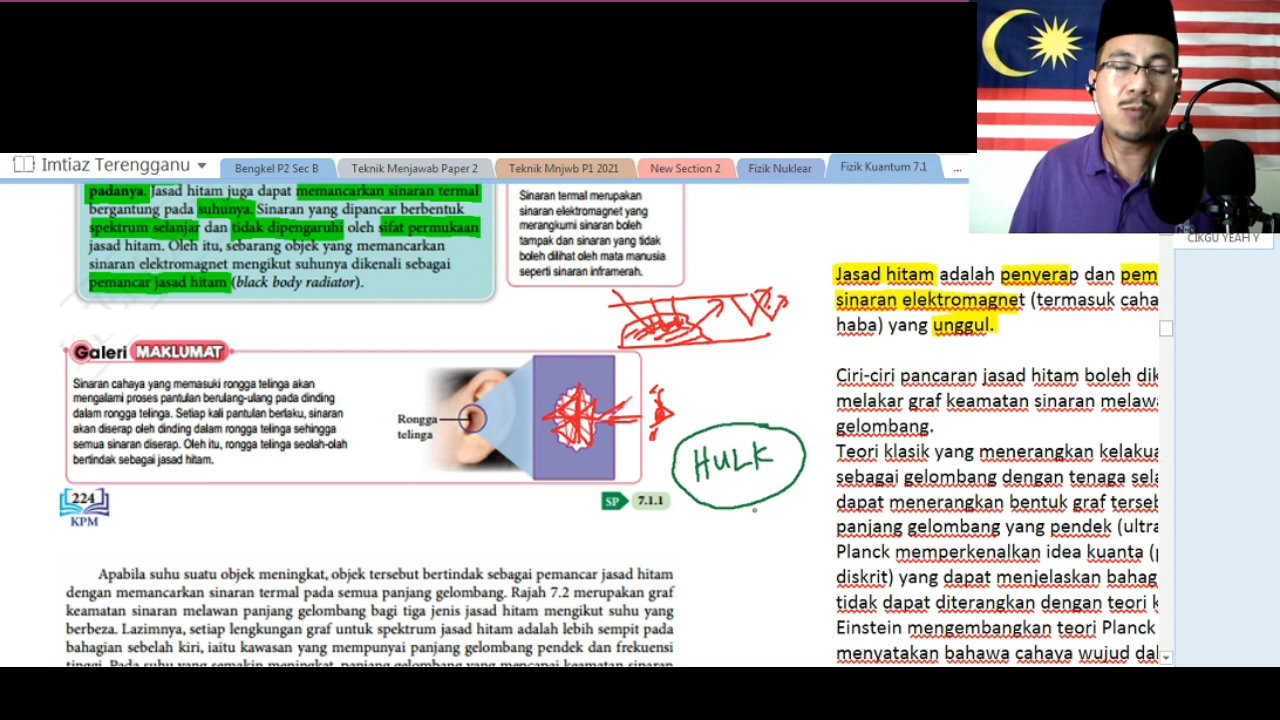 Imtiaz Terengganu
Bengkel P2 Sec B
Teknik Menjawab Paper 2
Teknik Mnjwb P1 2021
New Section 2
Fizik Nuklear
Fizik Kuantum 7.1
...
padanya. Jasad hitam juga dapat memancarkan sinaran termal
bergantung pada suhunya. Sinaran yang dipancar berbentuk
spektrum selanjar dan tidak dipengaruhi oleh sifat permukaan
jasad hitam. Oleh itu, sebarang objek yang memancarkan
sinaran elektromagnet mengikut suhunya dikenali sebagai
pemancar jasad hitam (black body radiator).
Sinaran termal merupakan
sinaran elektromagnet yang
merangkumi sinaran boleh
tampak dan sinaran yang tidak
boleh dilihat oleh mata manusia
seperti sinaran inframerah.
Galeri MAKLUMAT
Sinaran cahaya yang memasuki rongga telinga akan
mengalami proses pantulan berulang-ulang pada dinding
dalam rongga telinga. Setiap kali pantulan berlaku, sinaran
akan diserap oleh dinding dalam rongga telinga sehingga
semua sinaran diserap. Oleh itu, rongga telinga seolah-olah
bertindak sebagai jasad hitam.
Rongga
telinga
HULK
224
KPM
SP 7.1.1
Apabila suhu suatu objek meningkat, objek tersebut bertindak sebagai pemancar jasad hitam
dengan memancarkan sinaran termal pada semua panjang gelombang. Rajah 7.2 merupakan graf
keamatan sinaran melawan panjang gelombang bagi tiga jenis jasad hitam mengikut suhu yang
berbeza. Lazimnya, setiap lengkungan graf untuk spektrum jasad hitam adalah lebih sempit pada
bahagian sebelah kiri, iaitu kawasan yang mempunyai panjang gelombang pendek dan frekuensi
tinggi. Pada suhu yang semakin meningkat, panjang gelombang yang mencapai keamatan sinaran
CIKGU YEAH Y
Jasad hitam adalah penyerap dan pem
sinaran elektromagnet (termasuk caha
haba) yang unggul.
Ciri-ciri pancaran jasad hitam boleh dik
melakar graf keamatan sinaran melawa
gelombang.
Teori klasik yang menerangkan kelakua
sebagai gelombang dengan tenaga sela
dapat menerangkan bentuk graf terseb
panjang gelombang yang pendek (ultra
Planck memperkenalkan idea kuanta (
diskrit) yang dapat menjelaskan bahag
tidak dapat diterangkan dengan teori k
Einstein mengembangkan teori Planck
menyatakan bahawa cahaya wujud dal